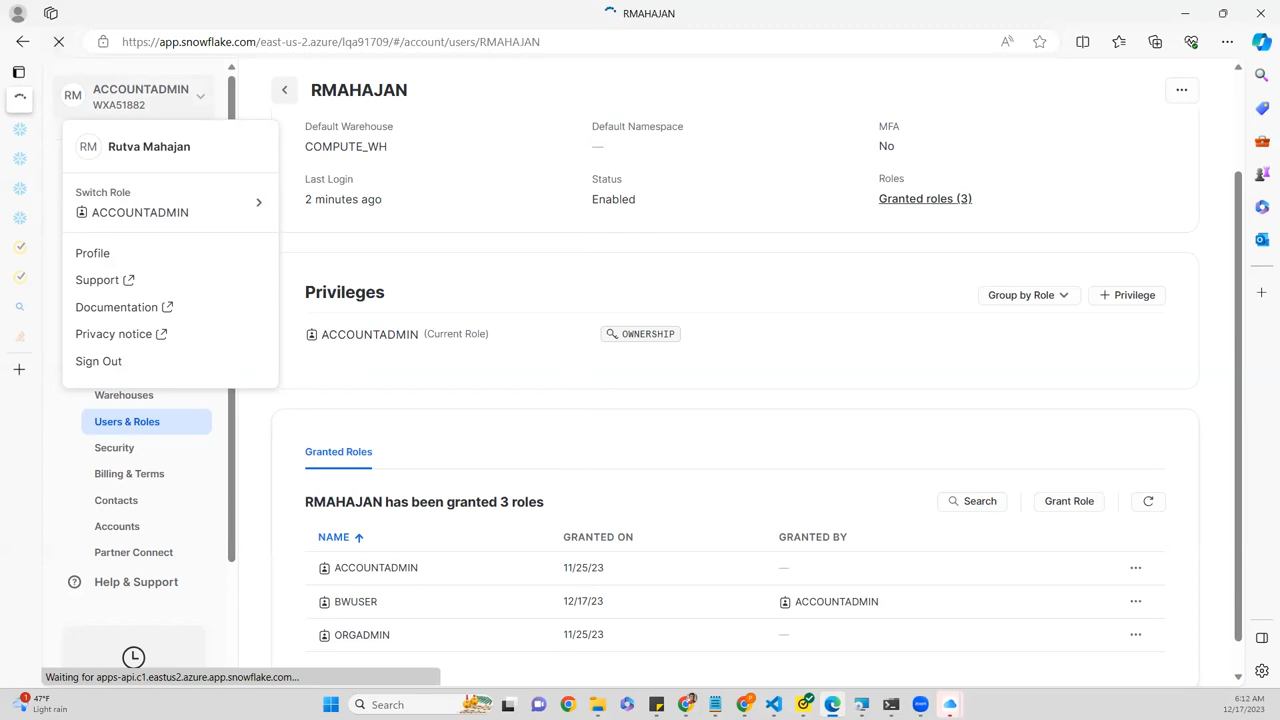 RMAHAJAN
https://app.snowflake.com/east-us-2.azure/lqa91709/#/account/users/RMAHAJAN
RM
ACCOUNTADMIN
WXA51882
RM
Rutva Mahajan
Switch Role
ACCOUNTADMIN
Profile
Support
Documentation
Privacy notice
Sign Out
Warehouses
Users & Roles
Security
Billing & Terms
Contacts
Accounts
Partner Connect
Help & Support
RMAHAJAN
Default Warehouse
COMPUTE_WH
Default Namespace
—
MFA
No
Last Login
2 minutes ago
Status
Enabled
Roles
Granted roles (3)
Privileges
Group by Role
Privilege
ACCOUNTADMIN (Current Role)
OWNERSHIP
Granted Roles
RMAHAJAN has been granted 3 roles
Search
Grant Role
NAME GRANTED ON GRANTED BY
ACCOUNTADMIN 11/25/23 —
BWUSER 12/17/23 ACCOUNTADMIN
ORGADMIN 11/25/23 —
Waiting for apps-api.c1.eastus2.azure.app.snowflake.com...
1
47°F
Light rain
Search
6:12 AM
12/17/2023